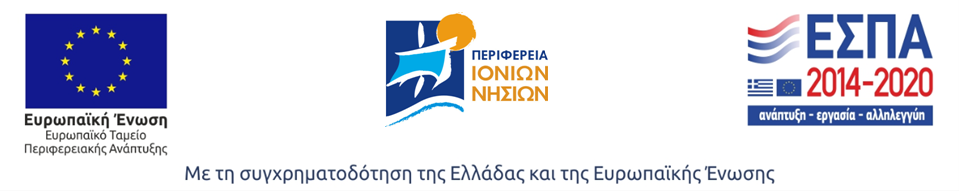 Ευρωπαϊκή Ένωση
Ευρωπαϊκό Ταμείο
Περιφερειακής Ανάπτυξης
ΠΕΡΙΦΕΡΕΙΑ
ΙΟΝΙΩΝ
ΝΗΣΙΩΝ
ΕΣΠΑ
2014-2020
ανάπτυξη - εργασία - αλληλεγγύη
Με τη συγχρηματοδότηση της Ελλάδας και της Ευρωπαϊκής Ένωσης